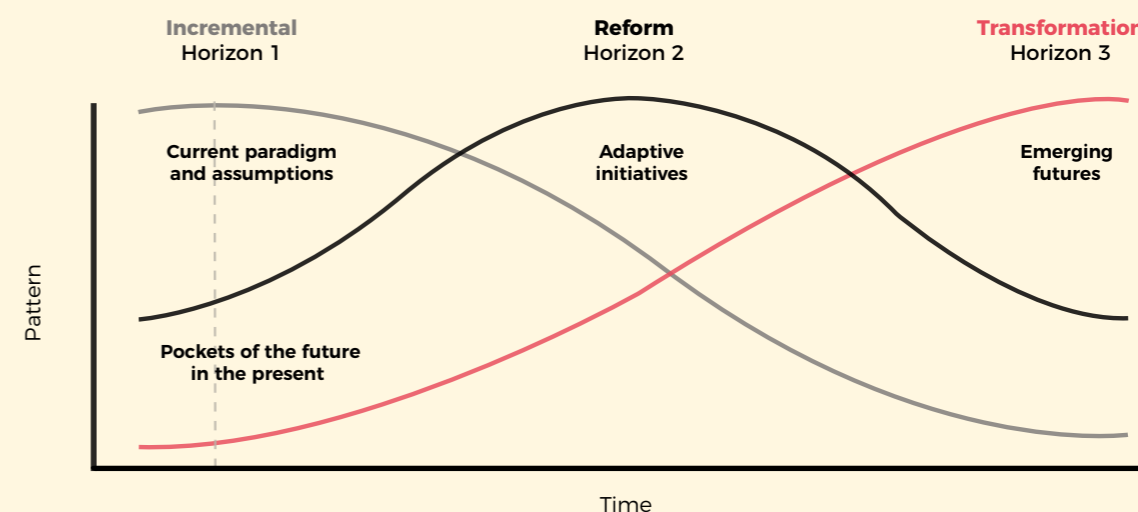 Incremental
Horizon 1
Reform
Horizon 2
Transformation
Horizon 3
Current paradigm
and assumptions
Adaptive
initiatives
Emerging
futures
Pattern
Pockets of the future
in the present
Time